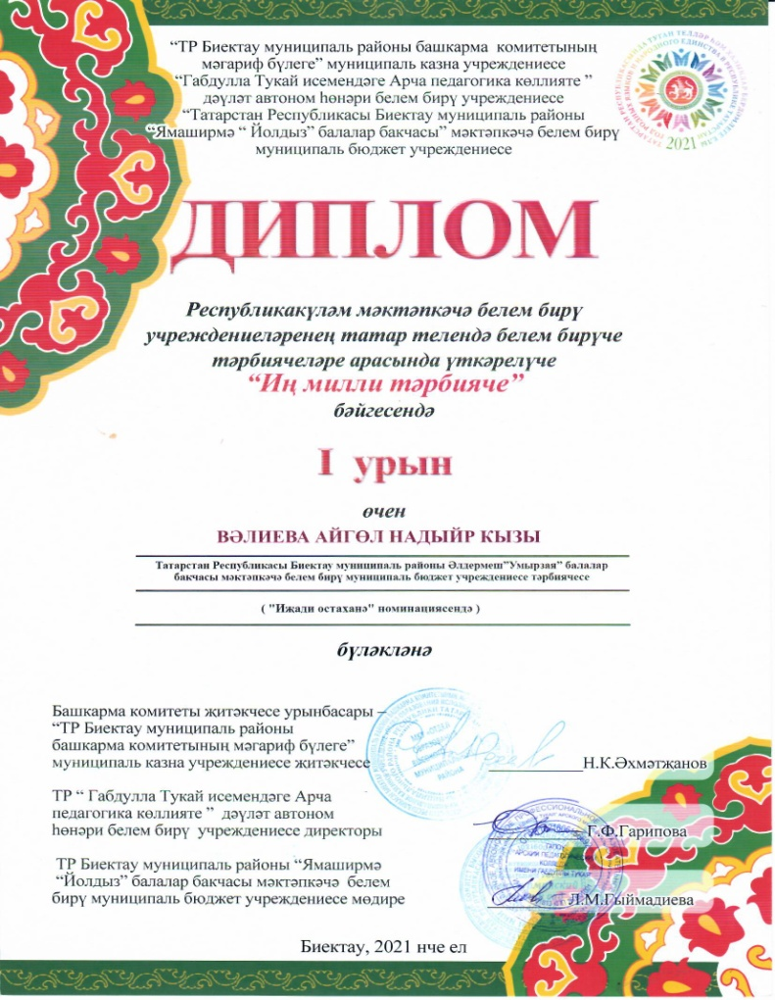 “ТР Биектау муниципаль районы башкарма комитетының
мәгариф бүлеге” муниципаль казна учреждениесе
“Габдулла Тукай исемендәге Арча педагогика көллияте ”
дәүләт автоном һөнәри белем бирү учреждениесе
“Татарстан Республикасы Биектау муниципаль районы
“Ямаширмә “ Йолдыз” балалар бакчасы” мәктәпкәчә белем бирү
муниципаль бюджет учреждениесе
2021
ДИПЛОМ
Республикакүләм мәктәпкәчә белем бирү
учреждениеләренең татар телендә белем бирүче
тәрбиячеләре арасында үткәрелүче
“Иң милли тәрбияче”
бәйгесендә
I урын
өчен
ВӘЛИЕВА АЙГӨЛ НАДЫЙР КЫЗЫ
Татарстан Республикасы Биектау муниципаль районы Әлдермеш”Умырзая” балалар
бакчасы мәктәпкәчә белем бирү муниципаль бюджет учреждениесе тәрбиячесе
( "Иҗади остаханә" номинациясендә )
бүләкләнә
Башкарма комитеты җитәкчесе урынбасары –
“ТР Биектау муниципаль районы
башкарма комитетының мәгариф бүлеге”
муниципаль казна учреждениесе җитәкчесе
Н.К.Әхмәтҗанов
ТР “ Габдулла Тукай исемендәге Арча
педагогика көллияте ” дәүләт автоном
һөнәри белем бирү учреждениесе директоры
Г.Ф.Гарипова
ТР Биектау муниципаль районы “Ямаширмә
“Йолдыз” балалар бакчасы мәктәпкәчә белем
бирү муниципаль бюджет учреждениесе мөдире
Л.М.Гыймадиева
Биектау, 2021 нче ел